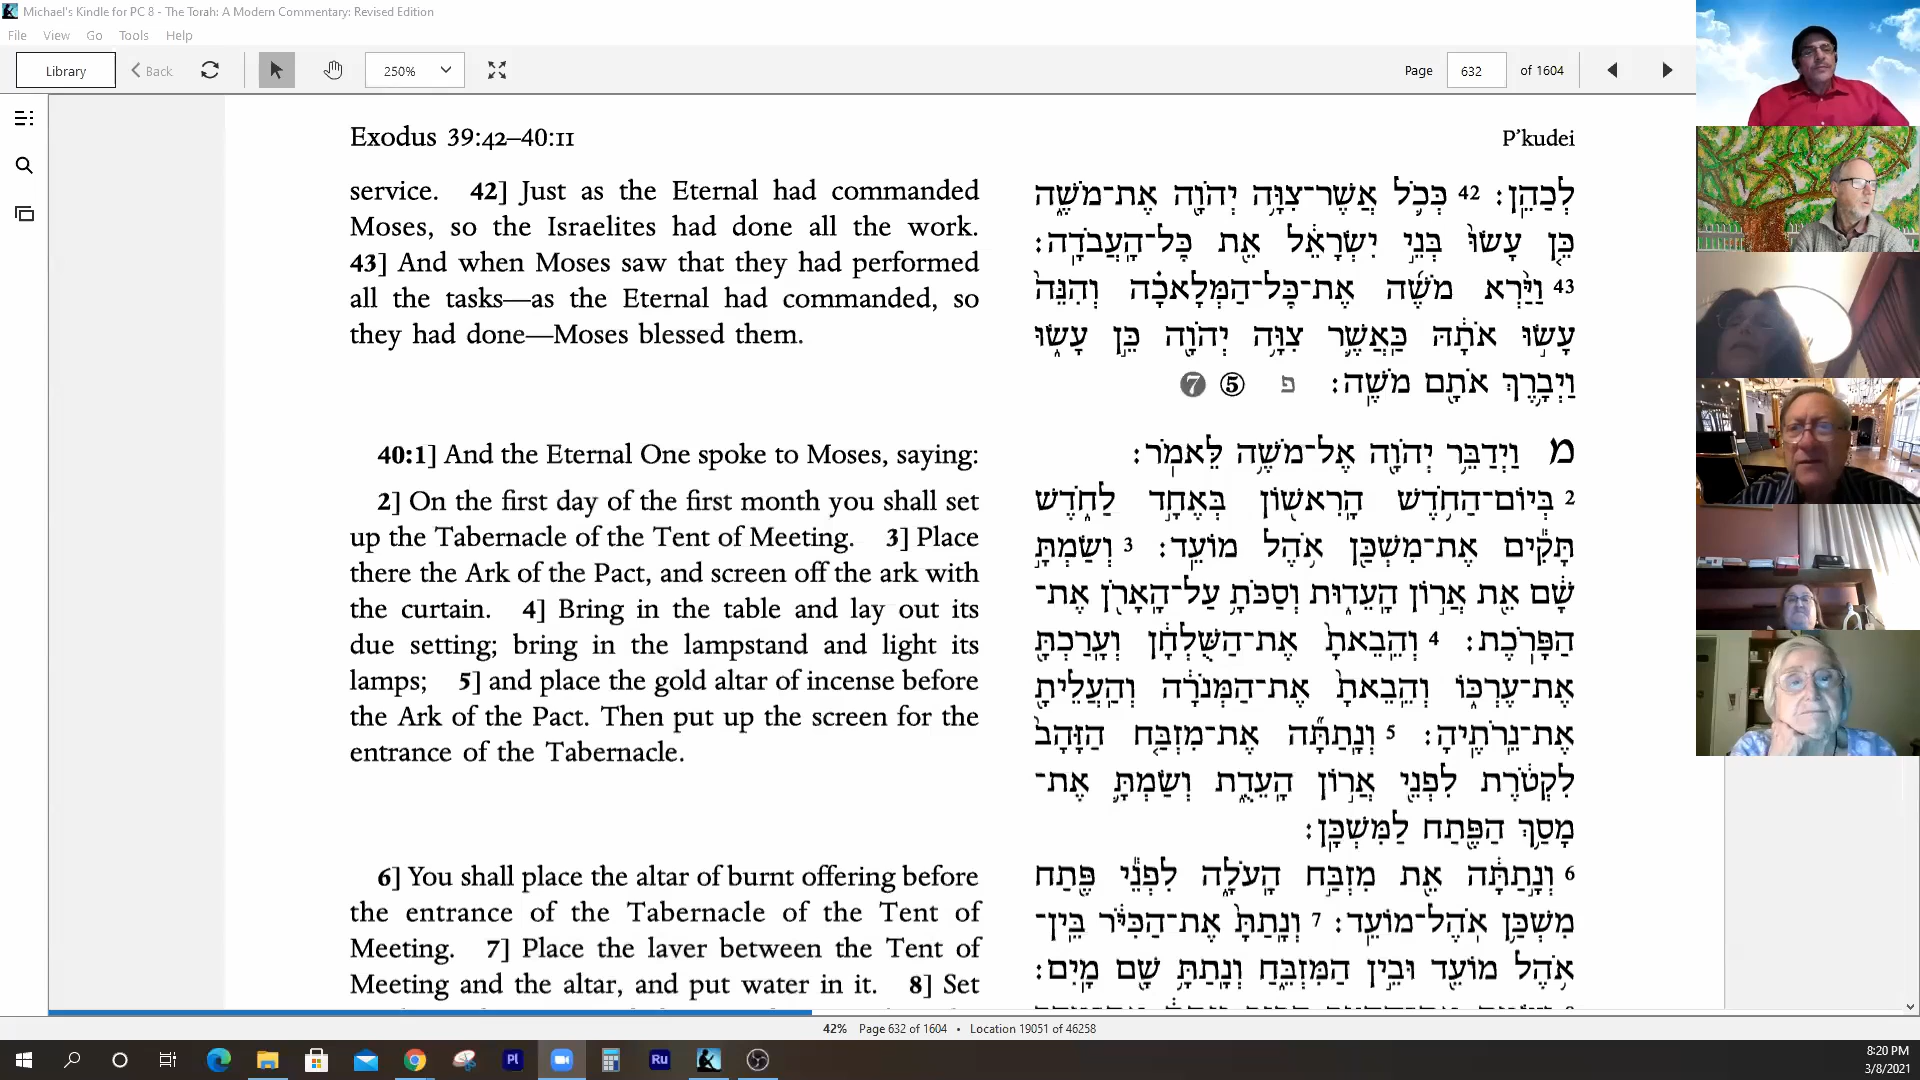 Michael's Kindle for PC 8 - The Torah: A Modern Commentary: Revised Edition
File View Go Tools Help
Library Back 250% Page 632 of 1604
Exodus 39:42–40:11
P'kudei
service. 42] Just as the Eternal had commanded
Moses, so the Israelites had done all the work.
43] And when Moses saw that they had performed
all the tasks—as the Eternal had commanded, so
they had done—Moses blessed them.
40:1] And the Eternal One spoke to Moses, saying:
2] On the first day of the first month you shall set
up the Tabernacle of the Tent of Meeting. 3] Place
there the Ark of the Pact, and screen off the ark with
the curtain. 4] Bring in the table and lay out its
due setting; bring in the lampstand and light its
lamps; 5] and place the gold altar of incense before
the Ark of the Pact. Then put up the screen for the
entrance of the Tabernacle.
6] You shall place the altar of burnt offering before
the entrance of the Tabernacle of the Tent of
Meeting. 7] Place the laver between the Tent of
Meeting and the altar, and put water in it. 8] Set
לְכַהֵֽן׃ 42 כְּכֹ֛ל אֲשֶׁר־צִוָּ֥ה יְהֹוָ֖ה אֶת־מֹשֶׁ֑ה
כֵּ֤ן עָשׂוּ֙ בְּנֵ֣י יִשְׂרָאֵ֔ל אֵ֖ת כׇּל־הָעֲבֹדָֽה׃
43 וַיַּ֨רְא מֹשֶׁ֜ה אֶת־כׇּל־הַמְּלָאכָ֗ה וְהִנֵּה֙
עָשׂ֣וּ אֹתָ֔הּ כַּאֲשֶׁ֛ר צִוָּ֥ה יְהֹוָ֖ה כֵּ֣ן עָשׂ֑וּ
וַיְבָ֥רֶךְ אֹתָ֖ם מֹשֶֽׁה׃ פ ⑤ ❼
מ וַיְדַבֵּ֥ר יְהֹוָ֖ה אֶל־מֹשֶׁ֥ה לֵּאמֹֽר׃
2 בְּיוֹם־הַחֹ֥דֶשׁ הָרִאשׁ֖וֹן בְּאֶחָ֣ד לַחֹ֑דֶשׁ
תָּקִ֕ים אֶת־מִשְׁכַּ֖ן אֹ֥הֶל מוֹעֵֽד׃ 3 וְשַׂמְתָּ֣
שָׁ֔ם אֵ֖ת אֲר֣וֹן הָעֵד֑וּת וְסַכֹּתָ֥ עַל־הָאָרֹ֖ן אֶת־
הַפָּרֹֽכֶת׃ 4 וְהֵבֵאתָ֙ אֶת־הַשֻּׁלְחָ֔ן וְעָרַכְתָּ֖
אֶת־עֶרְכּ֑וֹ וְהֵבֵאתָ֙ אֶת־הַמְּנֹרָ֔ה וְהַעֲלֵיתָ֖
אֶת־נֵרֹתֶֽיהָ׃ 5 וְנָתַתָּ֞ה אֶת־מִזְבַּ֤ח הַזָּהָב֙
לִקְטֹ֔רֶת לִפְנֵ֖י אֲר֣וֹן הָעֵדֻ֑ת וְשַׂמְתָּ֛ אֶת־
מָסַ֥ךְ הַפֶּ֖תַח לַמִּשְׁכָּֽן׃
6 וְנָ֣תַתָּ֔ה אֵ֖ת מִזְבַּ֣ח הָעֹלָ֑ה לִפְנֵ֕י פֶּ֖תַח
מִשְׁכַּ֥ן אֹֽהֶל־מוֹעֵֽד׃ 7 וְנָֽתַתָּ֙ אֶת־הַכִּיֹּ֔ר בֵּֽין־
אֹ֥הֶל מוֹעֵ֖ד וּבֵ֣ין הַמִּזְבֵּ֑חַ וְנָתַתָּ֥ שָׁ֖ם מָֽיִם׃
42% Page 632 of 1604 • Location 19051 of 46258
Pl Ru
8:20 PM
3/8/2021